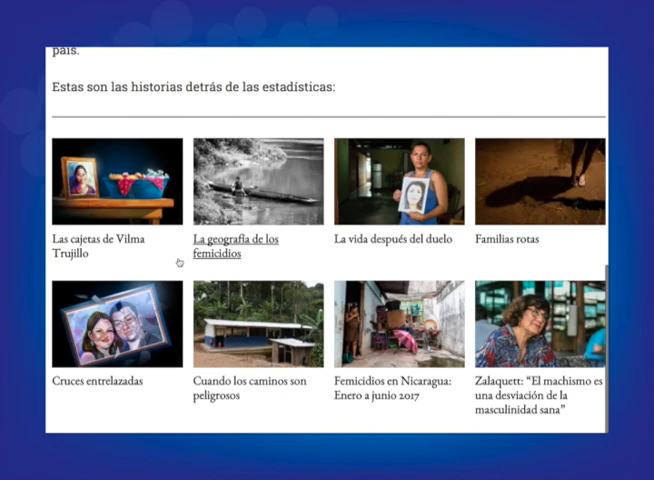 país.
Estas son las historias detrás de las estadísticas:
Las cajetas de Vilma
Trujillo
La geografía de los
femicidios
La vida después del duelo
Familias rotas
Cruces entrelazadas
Cuando los caminos son
peligrosos
Femicidios en Nicaragua:
Enero a junio 2017
Zalaquett: “El machismo es
una desviación de la
masculinidad sana”